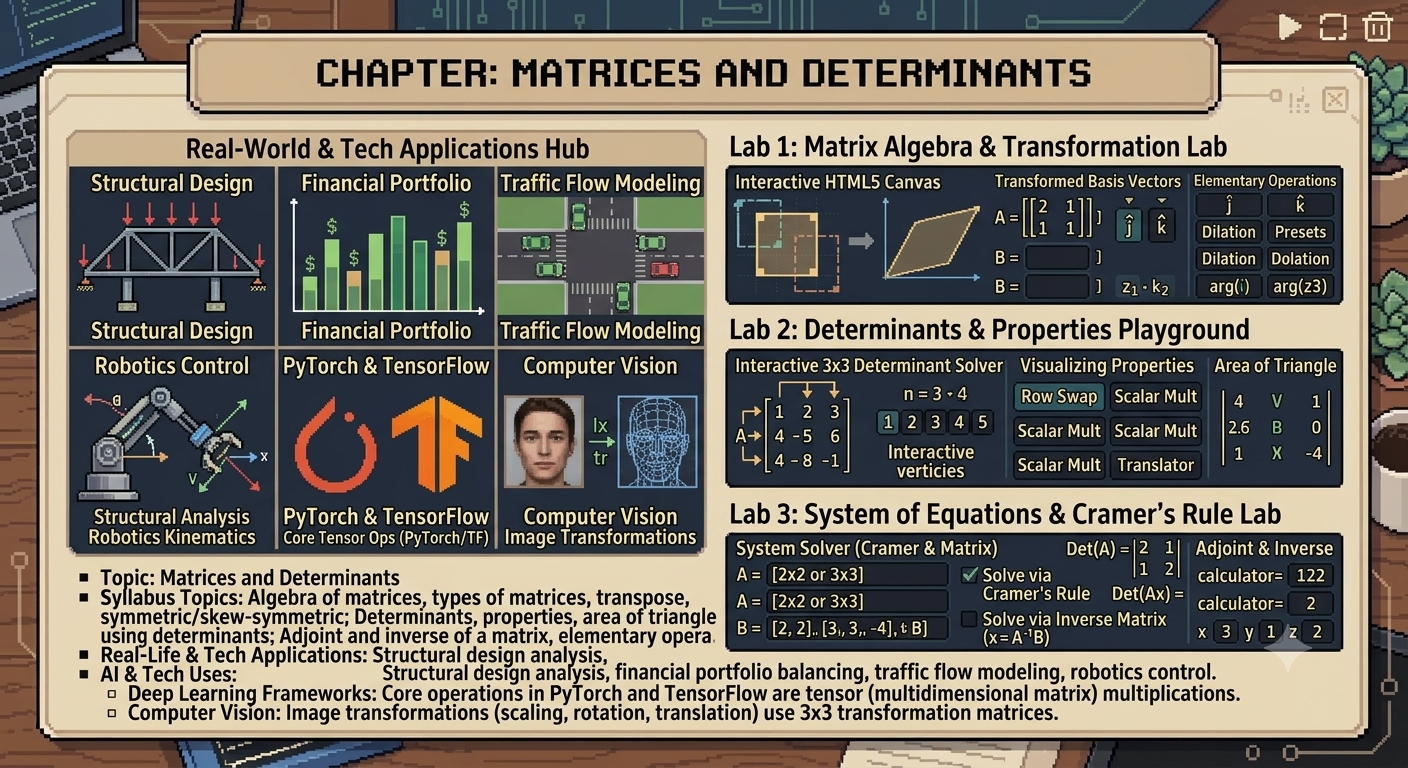 CHAPTER: MATRICES AND DETERMINANTS
Real-World & Tech Applications Hub
Structural Design
$ $ $ $ $
Structural Design
Financial Portfolio
Financial Portfolio
Traffic Flow Modeling
Traffic Flow Modeling
Robotics Control
x
V
Structural Analysis
Robotics Kinematics
PyTorch & TensorFlow
PyTorch & TensorFlow
Core Tensor Ops (PyTorch/TF)
Computer Vision
Ix
tr
Computer Vision
Image Transformations
Topic: Matrices and Determinants
Syllabus Topics: Algebra of matrices, types of matrices, transpose,
symmetric/skew-symmetric; Determinants, properties, area of triangle
using determinants; Adjoint and inverse of a matrix, elementary opera
Real-Life & Tech Applications: Structural design analysis,
AI & Tech Uses: Structural design analysis, financial portfolio balancing, traffic flow modeling, robotics control.
Deep Learning Frameworks: Core operations in PyTorch and TensorFlow are tensor (multidimensional matrix) multiplications.
Computer Vision: Image transformations (scaling, rotation, translation) use 3x3 transformation matrices.
Lab 1: Matrix Algebra & Transformation Lab
Interactive HTML5 Canvas
Transformed Basis Vectors
A = [[2 1
1 1]] ]
ĵ k̂
B = ]
B = ] z₁ · k₂
Elementary Operations
ĵ k̂
Dilation Presets
Dilation Dolation
arg(i) arg(z3)
Lab 2: Determinants & Properties Playground
Interactive 3x3 Determinant Solver
A
1 2 3
4 -5 6
4 -8 -1
n = 3 · 4
1 2 3 4 5
Interactive
verticies
Visualizing Properties
Row Swap Scalar Mult
Scalar Mult Scalar Mult
Scalar Mult Translator
Area of Triangle
4 V 1
2.6 B 0
1 X -4
Lab 3: System of Equations & Cramer's Rule Lab
System Solver (Cramer & Matrix)
A = [2x2 or 3x3]
A = [2x2 or 3x3]
B = [2, 2].. [3, 3,. -4], B]
Solve via
Cramer's Rule
Solve via Inverse Matrix
(x = A⁻¹B)
Det(A) = |2 1
1 2|
Det(Ax) =
Adjoint & Inverse
calculator= 122
calculator= 2
x 3 y 1 z 2